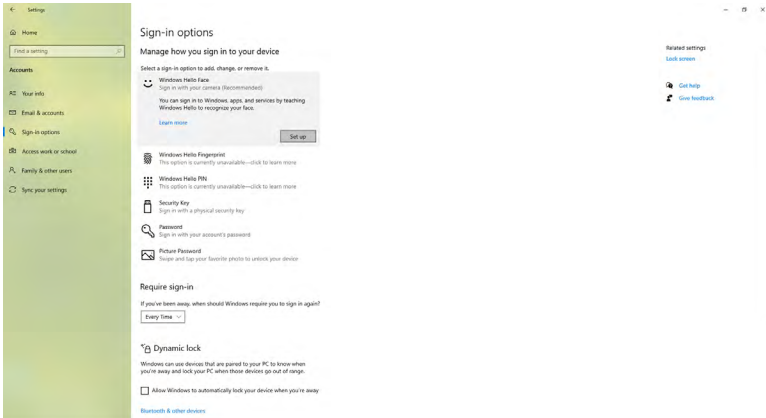 Settings
Home
Find a setting
Accounts
Your info
Email & accounts
Sign-in options
Access work or school
Family & other users
Sync your settings
Sign-in options
Manage how you sign in to your device
Select a sign-in option to add, change, or remove it.
Windows Hello Face
Sign in with your camera (Recommended)
You can sign in to Windows, apps, and services by teaching
Windows Hello to recognize your face.
Learn more
Set up
Windows Hello Fingerprint
This option is currently unavailable—click to learn more
Windows Hello PIN
This option is currently unavailable—click to learn more
Security Key
Sign in with a physical security key
Password
Sign in with your account's password
Picture Password
Swipe and tap your favorite photo to unlock your device
Require sign-in
If you've been away, when should Windows require you to sign in again?
Every Time
Dynamic lock
Windows can use devices that are paired to your PC to know when
you're away and lock your PC when those devices go out of range.
Allow Windows to automatically lock your device when you're away
Bluetooth & other devices
Related settings
Lock screen
Get help
Give feedback